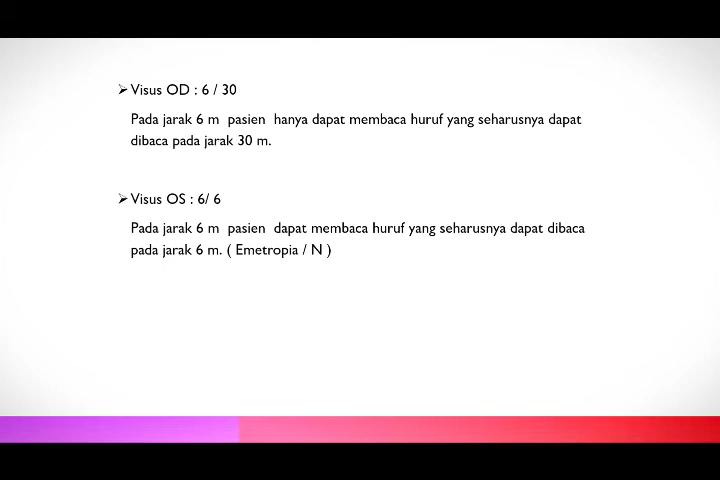 ➢ Visus OD : 6 / 30
Pada jarak 6 m pasien hanya dapat membaca huruf yang seharusnya dapat
dibaca pada jarak 30 m.
➢ Visus OS : 6/ 6
Pada jarak 6 m pasien dapat membaca huruf yang seharusnya dapat dibaca
pada jarak 6 m. ( Emetropia / N )